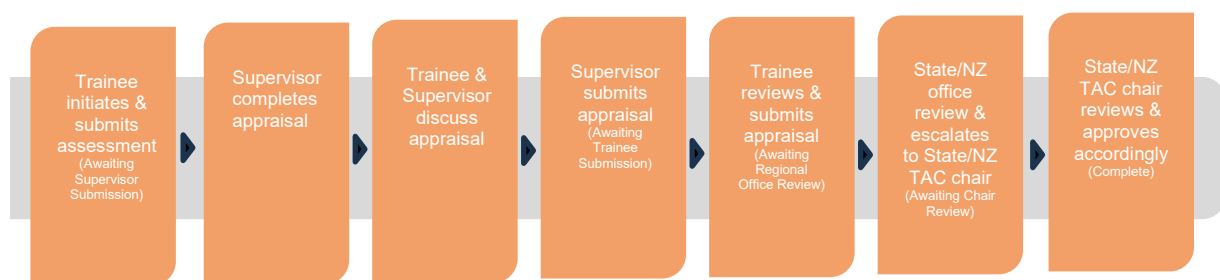 Trainee
initiates &
submits
assessment
(Awaiting
Supervisor
Submission)
Supervisor
completes
appraisal
Trainee &
Supervisor
discuss
appraisal
Supervisor
submits
appraisal
(Awaiting
Trainee
Submission)
Trainee
reviews &
submits
appraisal
(Awaiting
Regional
Office Review)
State/NZ
office
review &
escalates
to State/NZ
TAC chair
(Awaiting Chair
Review)
State/NZ
TAC chair
reviews &
approves
accordingly
(Complete)